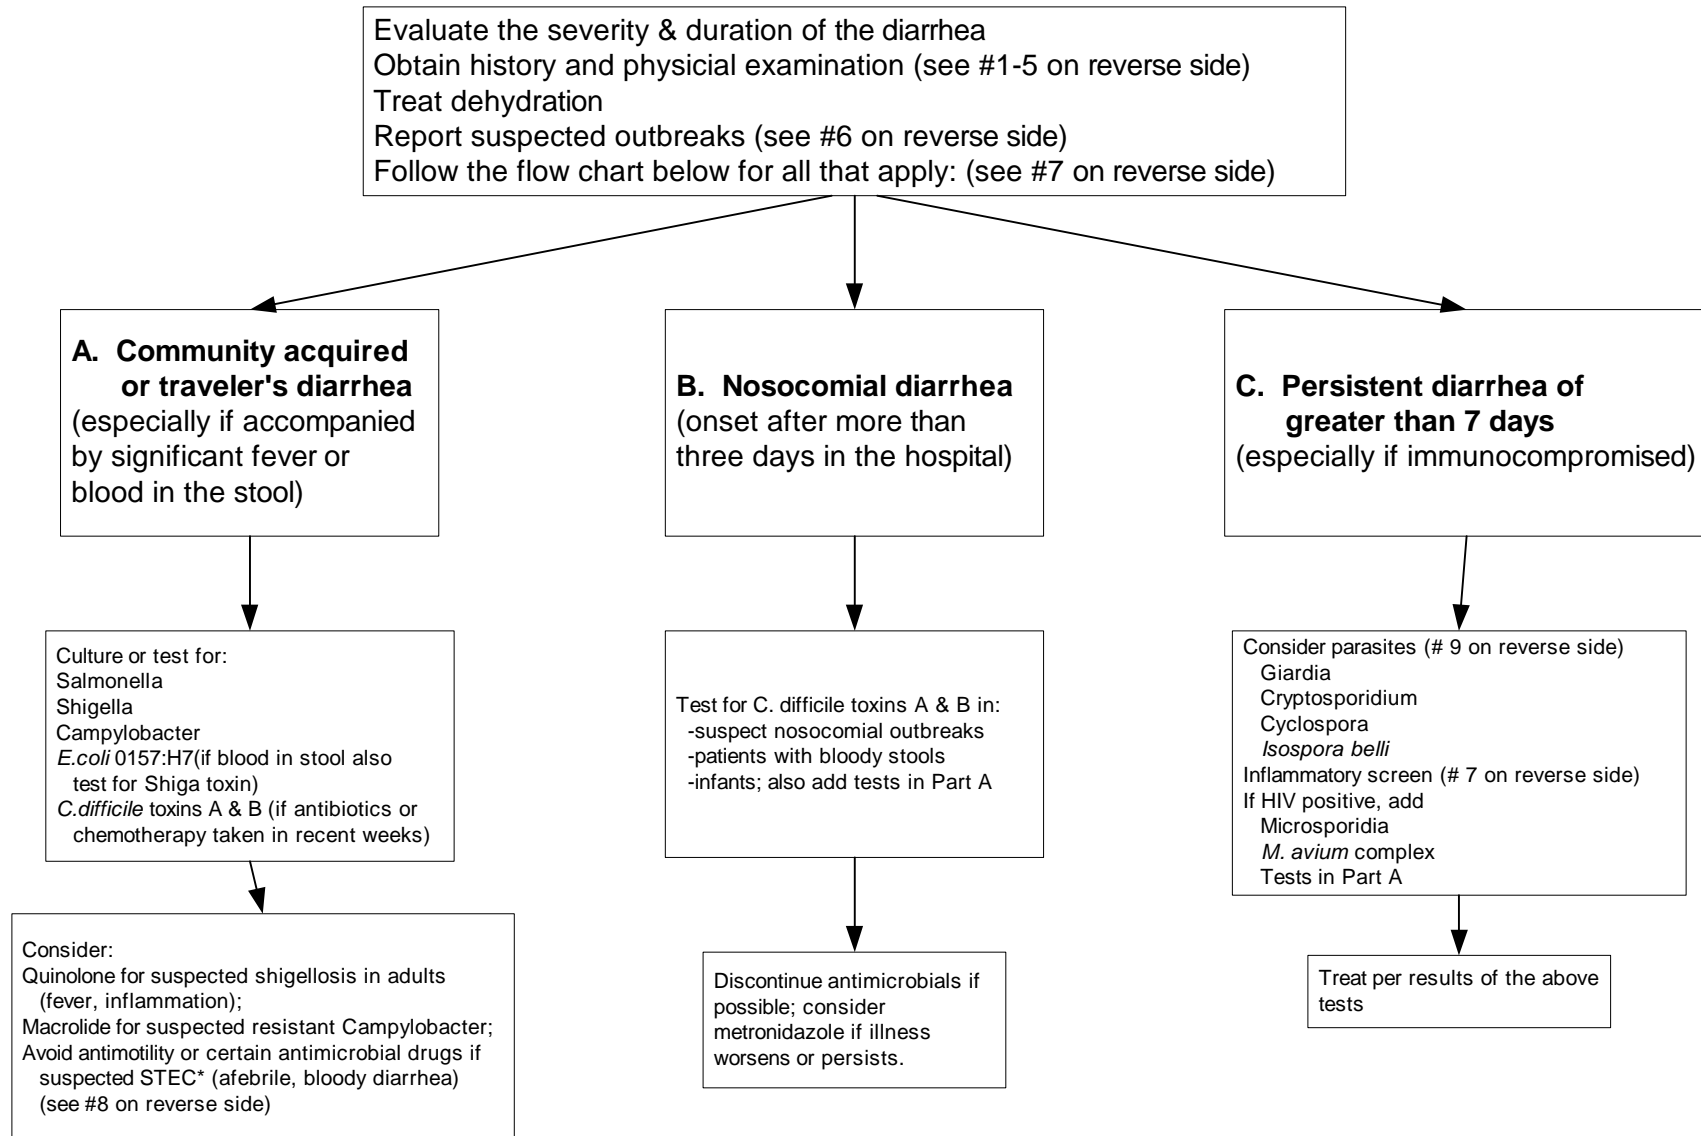 Evaluate the severity & duration of the diarrhea
Obtain history and physicial examination (see #1-5 on reverse side)
Treat dehydration
Report suspected outbreaks (see #6 on reverse side)
Follow the flow chart below for all that apply: (see #7 on reverse side)
A. Community acquired
or traveler's diarrhea
(especially if accompanied
by significant fever or
blood in the stool)
B. Nosocomial diarrhea
(onset after more than
three days in the hospital)
C. Persistent diarrhea of
greater than 7 days
(especially if immunocompromised)
Culture or test for:
Salmonella
Shigella
Campylobacter
E.coli 0157:H7(if blood in stool also
test for Shiga toxin)
C.difficile toxins A & B (if antibiotics or
chemotherapy taken in recent weeks)
Test for C. difficile toxins A & B in:
-suspect nosocomial outbreaks
-patients with bloody stools
-infants; also add tests in Part A
Consider parasites (# 9 on reverse side)
Giardia
Cryptosporidium
Cyclospora
Isospora belli
Inflammatory screen (# 7 on reverse side)
If HIV positive, add
Microsporidia
M. avium complex
Tests in Part A
Consider:
Quinolone for suspected shigellosis in adults
(fever, inflammation);
Macrolide for suspected resistant Campylobacter;
Avoid antimotility or certain antimicrobial drugs if
suspected STEC* (afebrile, bloody diarrhea)
(see #8 on reverse side)
Discontinue antimicrobials if
possible; consider
metronidazole if illness
worsens or persists.
Treat per results of the above
tests